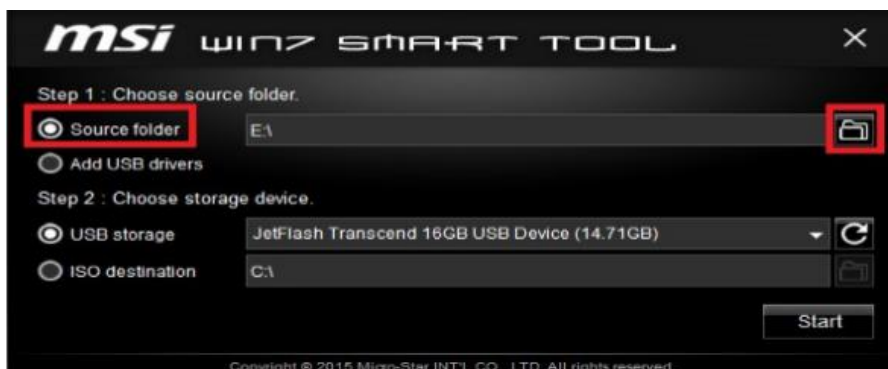 msi WIN7 SMART TOOL
Step 1 : Choose source folder.
Source folder E:\
Add USB drivers
Step 2 : Choose storage device.
USB storage JetFlash Transcend 16GB USB Device (14.71GB)
ISO destination C:\
Start
Copyright © 2015 Micro-Star INT'L CO., LTD. All rights reserved.